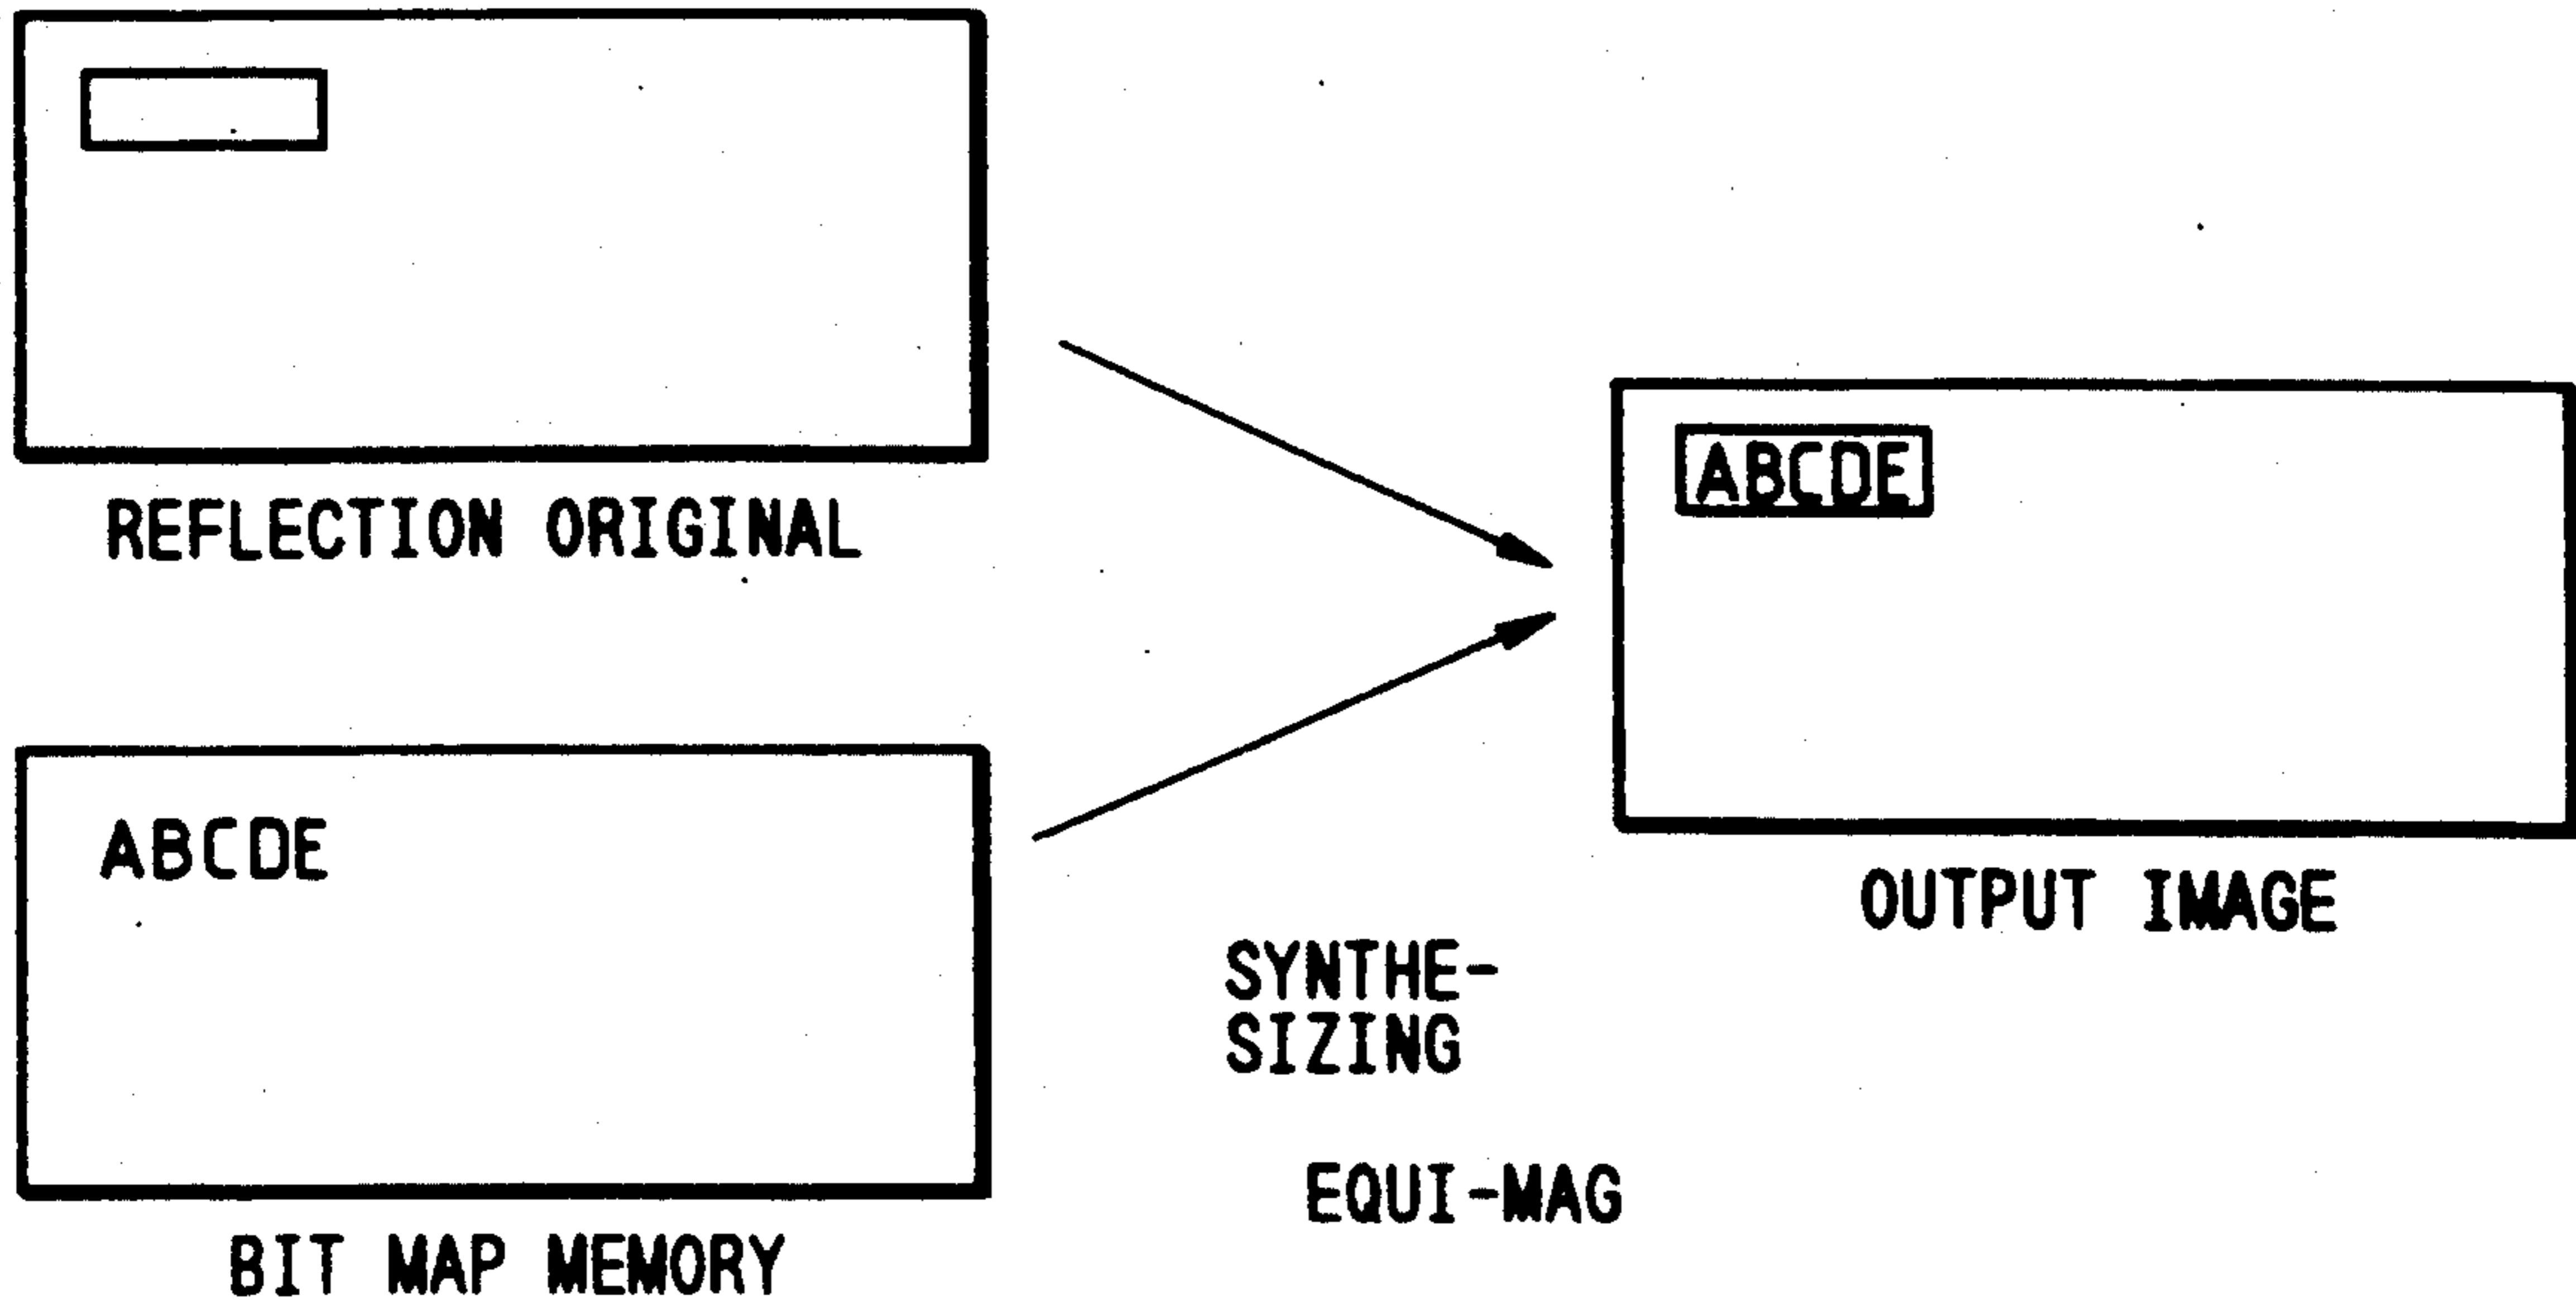 REFLECTION ORIGINAL
ABCDE
BIT MAP MEMORY
SYNTHE-
SIZING
EQUI-MAG
ABCDE
OUTPUT IMAGE